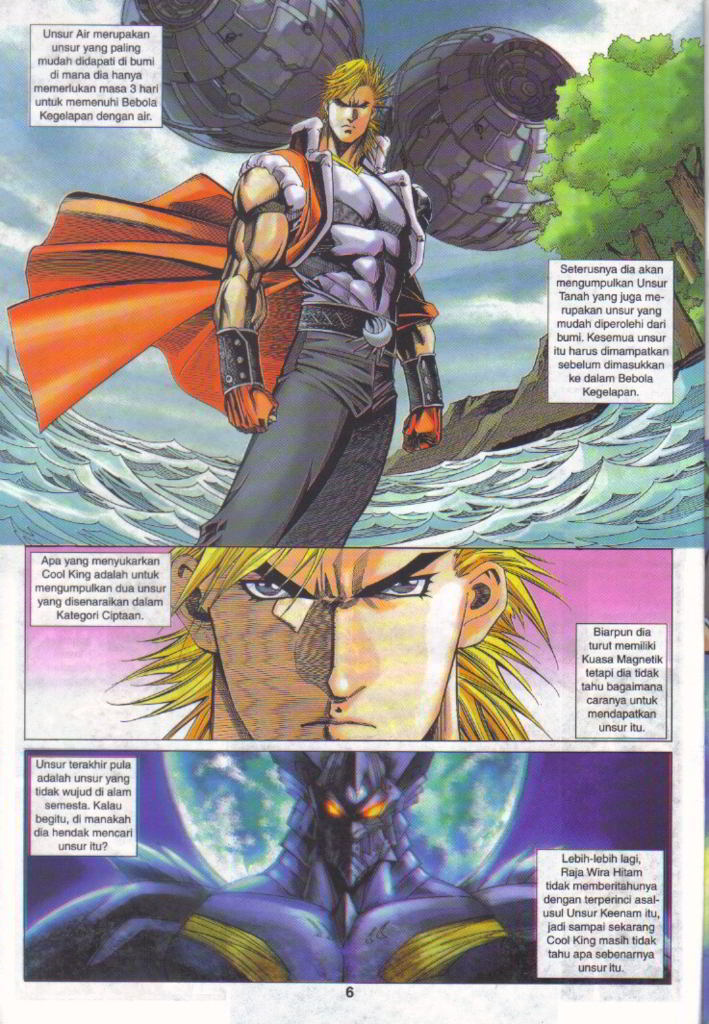 Unsur Air merupakan
unsur yang paling
mudah didapati di bumi
di mana dia hanya
memerlukan masa 3 hari
untuk memenuhi Bebola
Kegelapan dengan air.
Seterusnya dia akan
mengumpulkan Unsur
Tanah yang juga me-
rupakan unsur yang
mudah diperolehi dari
bumi. Kesemua unsur
itu harus dimampatkan
sebelum dimasukkan
ke dalam Bebola
Kegelapan.
Apa yang menyukarkan
Cool King adalah untuk
mengumpulkan dua unsur
yang disenaraikan dalam
Kategori Ciptaan.
Biarpun dia
turut memiliki
Kuasa Magnetik
tetapi dia tidak
tahu bagaimana
caranya untuk
mendapatkan
unsur itu.
Unsur terakhir pula
adalah unsur yang
tidak wujud di alam
semesta. Kalau
begitu, di manakah
dia hendak mencari
unsur itu?
Lebih-lebih lagi,
Raja Wira Hitam
tidak memberitahunya
dengan terperinci asal-
usul Unsur Keenam itu,
jadi sampai sekarang
Cool King masih tidak
tahu apa sebenarnya
unsur itu.
6